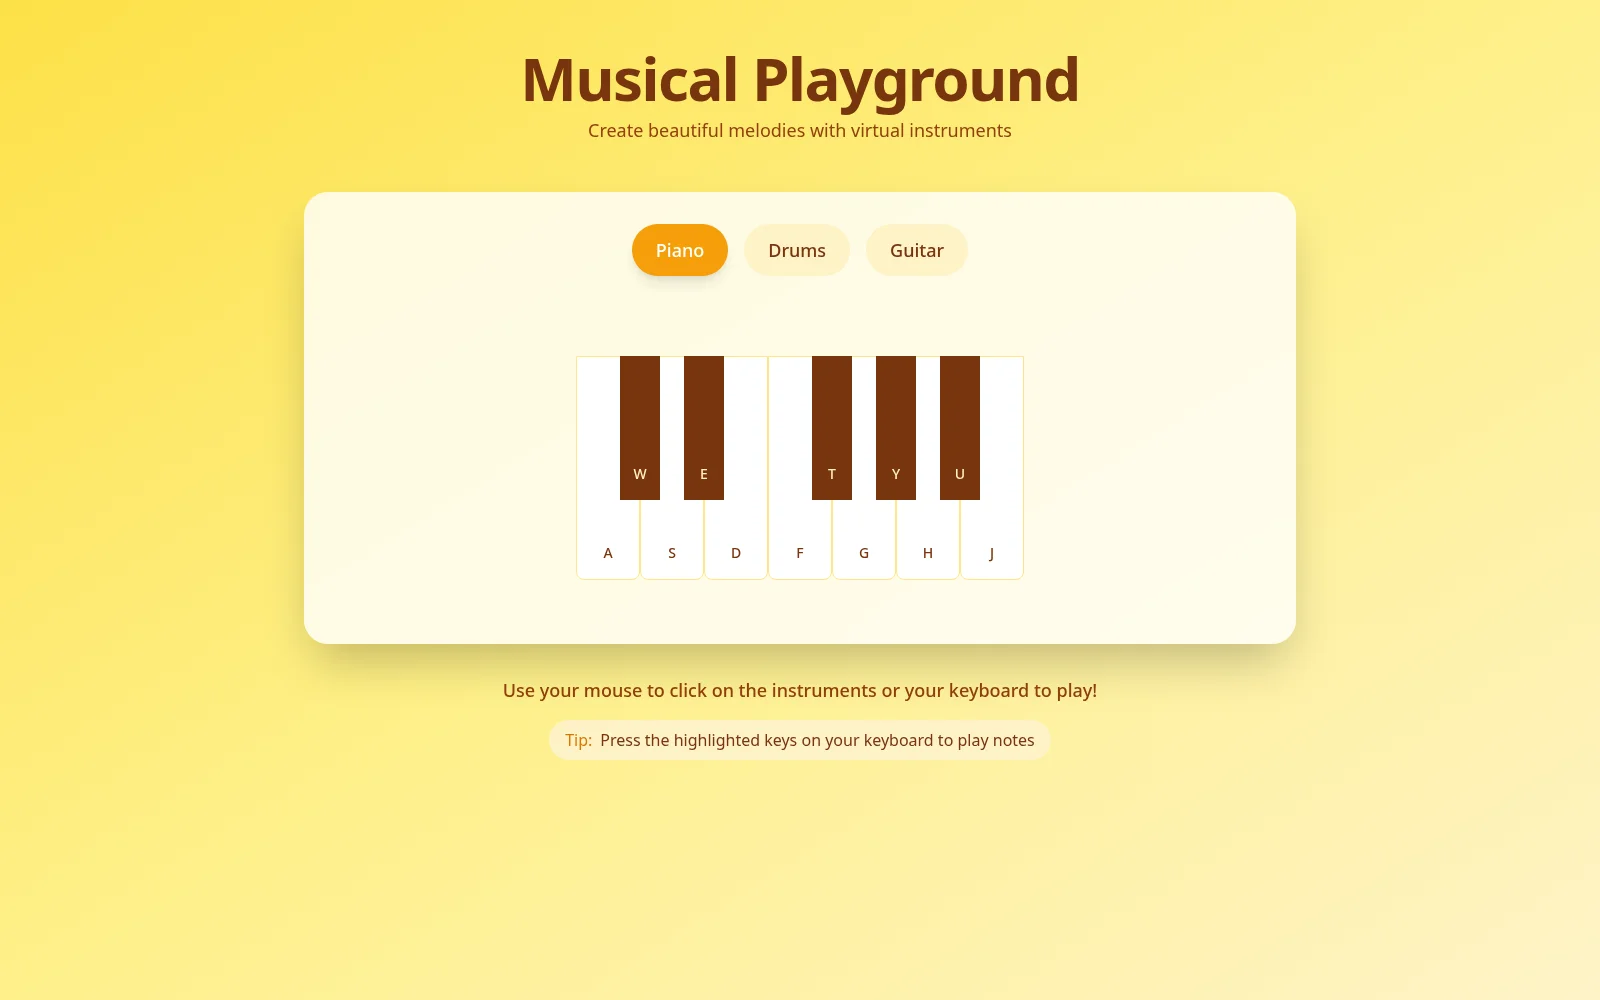 Musical Playground
Create beautiful melodies with virtual instruments
Piano Drums Guitar
W E T Y U
A S D F G H J
Use your mouse to click on the instruments or your keyboard to play!
Tip: Press the highlighted keys on your keyboard to play notes